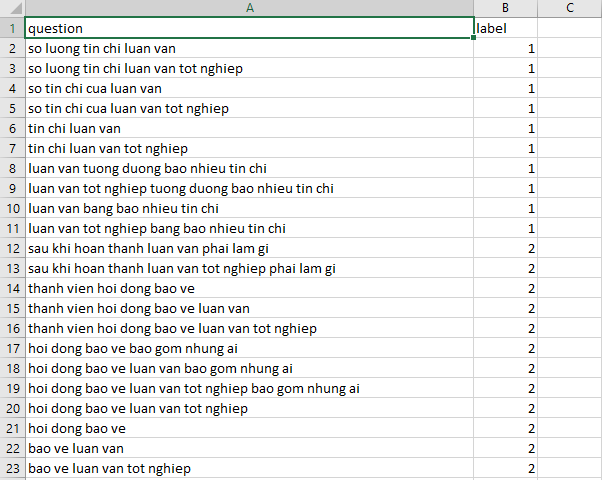 A B C
1 question label
2 so luong tin chi luan van 1
3 so luong tin chi luan van tot nghiep 1
4 so tin chi cua luan van 1
5 so tin chi cua luan van tot nghiep 1
6 tin chi luan van 1
7 tin chi luan van tot nghiep 1
8 luan van tuong duong bao nhieu tin chi 1
9 luan van tot nghiep tuong duong bao nhieu tin chi 1
10 luan van bang bao nhieu tin chi 1
11 luan van tot nghiep bang bao nhieu tin chi 1
12 sau khi hoan thanh luan van phai lam gi 2
13 sau khi hoan thanh luan van tot nghiep phai lam gi 2
14 thanh vien hoi dong bao ve 2
15 thanh vien hoi dong bao ve luan van 2
16 thanh vien hoi dong bao ve luan van tot nghiep 2
17 hoi dong bao ve bao gom nhung ai 2
18 hoi dong bao ve luan van bao gom nhung ai 2
19 hoi dong bao ve luan van tot nghiep bao gom nhung ai 2
20 hoi dong bao ve luan van tot nghiep 2
21 hoi dong bao ve 2
22 bao ve luan van 2
23 bao ve luan van tot nghiep 2